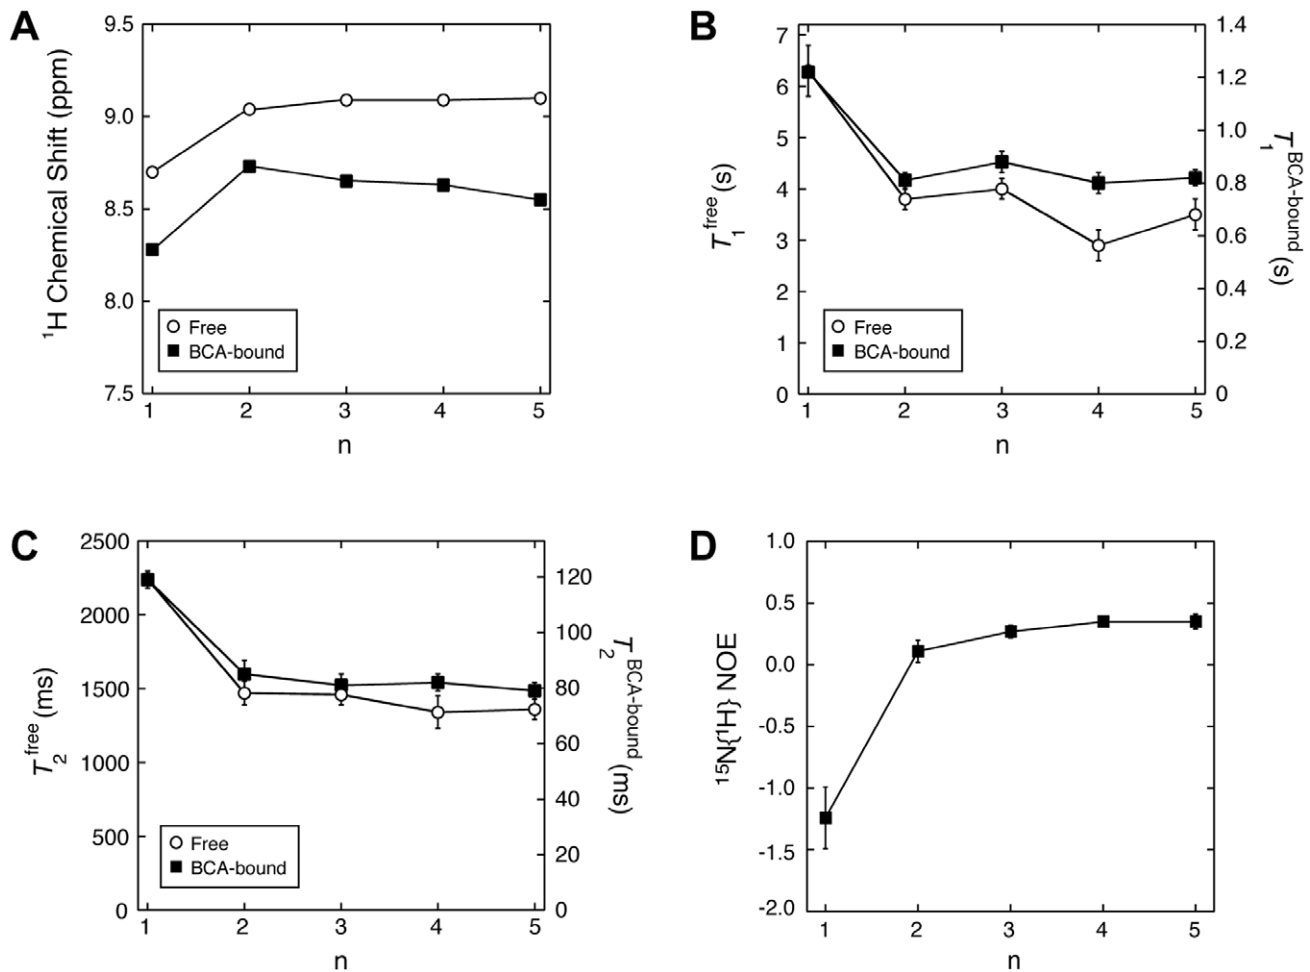 A
9.5
9.0
8.5
8.0
7.5
¹H Chemical Shift (ppm)
Free
BCA-bound
1 2 3 4 5
n
B
7
6
5
4
3
2
1
0
T₁ᶠʳᵉᵉ (s)
1.4
1.2
1.0
0.8
0.6
0.4
0.2
0
T₁ᴮᶜᴬ⁻ᵇᵒᵘⁿᵈ (s)
Free
BCA-bound
1 2 3 4 5
n
C
2500
2000
1500
1000
500
0
T₂ᶠʳᵉᵉ (ms)
120
100
80
60
40
20
0
T₂ᴮᶜᴬ⁻ᵇᵒᵘⁿᵈ (ms)
Free
BCA-bound
1 2 3 4 5
n
D
1.0
0.5
0.0
-0.5
-1.0
-1.5
-2.0
¹⁵N{¹H} NOE
1 2 3 4 5
n